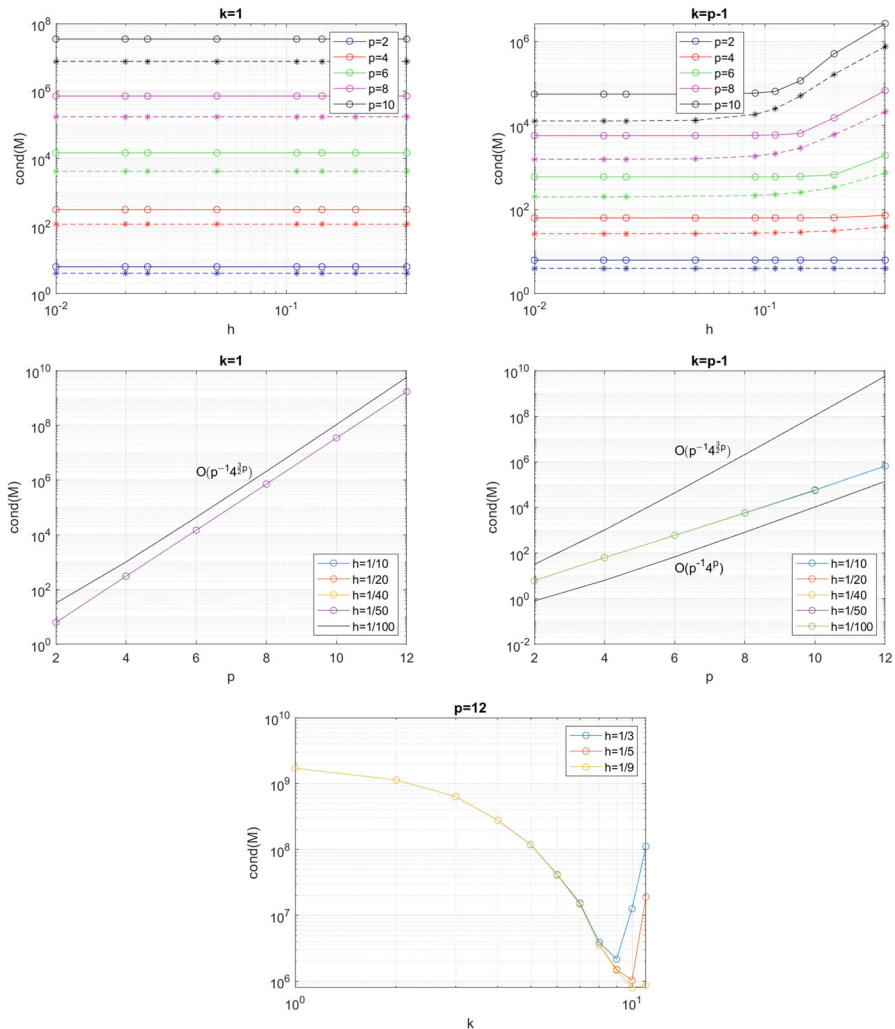 k=1
10^8
10^6
10^4
10^2
10^0
cond(M)
10^-2
10^-1
h
p=2
p=4
p=6
p=8
p=10
k=p-1
10^6
10^4
10^2
10^0
cond(M)
10^-2
10^-1
h
p=2
p=4
p=6
p=8
p=10
k=1
10^10
10^8
10^6
10^4
10^2
10^0
cond(M)
O(p^-1 4^{3/2 p})
h=1/10
h=1/20
h=1/40
h=1/50
h=1/100
2 4 6 8 10 12
p
k=p-1
10^10
10^8
10^6
10^4
10^2
10^0
10^-2
cond(M)
O(p^-1 4^{3/2 p})
O(p^-1 4^p)
h=1/10
h=1/20
h=1/40
h=1/50
h=1/100
2 4 6 8 10 12
p
p=12
10^10
10^9
10^8
10^7
10^6
cond(M)
h=1/3
h=1/5
h=1/9
10^0
10^1
k